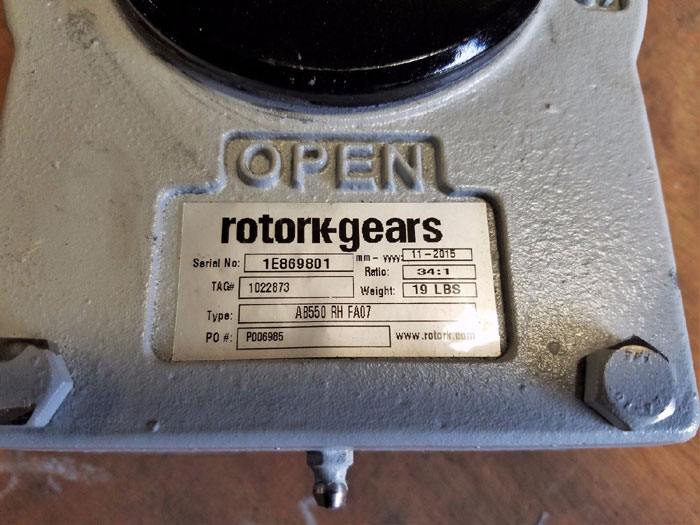 OPEN
rotork-gears
Serial No: 1E869801 mm-yyyy: 11-2015
Ratio: 34:1
TAG# 1022873 Weight: 19 LBS
Type: AB550 RH FA07
PO #: P006985 www.rotork.com